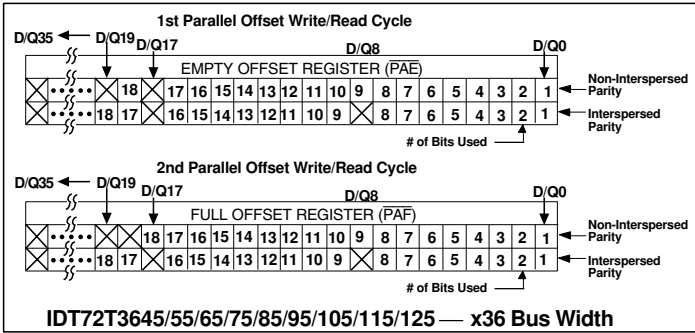 1st Parallel Offset Write/Read Cycle
D/Q35 D/Q19 D/Q17 D/Q8 D/Q0
EMPTY OFFSET REGISTER (PAE)
18 17 16 15 14 13 12 11 10 9 8 7 6 5 4 3 2 1 Non-Interspersed Parity
18 17 16 15 14 13 12 11 10 9 8 7 6 5 4 3 2 1 Interspersed Parity
# of Bits Used
2nd Parallel Offset Write/Read Cycle
D/Q35 D/Q19 D/Q17 D/Q8 D/Q0
FULL OFFSET REGISTER (PAF)
18 17 16 15 14 13 12 11 10 9 8 7 6 5 4 3 2 1 Non-Interspersed Parity
18 17 16 15 14 13 12 11 10 9 8 7 6 5 4 3 2 1 Interspersed Parity
# of Bits Used
IDT72T3645/55/65/75/85/95/105/115/125 — x36 Bus Width